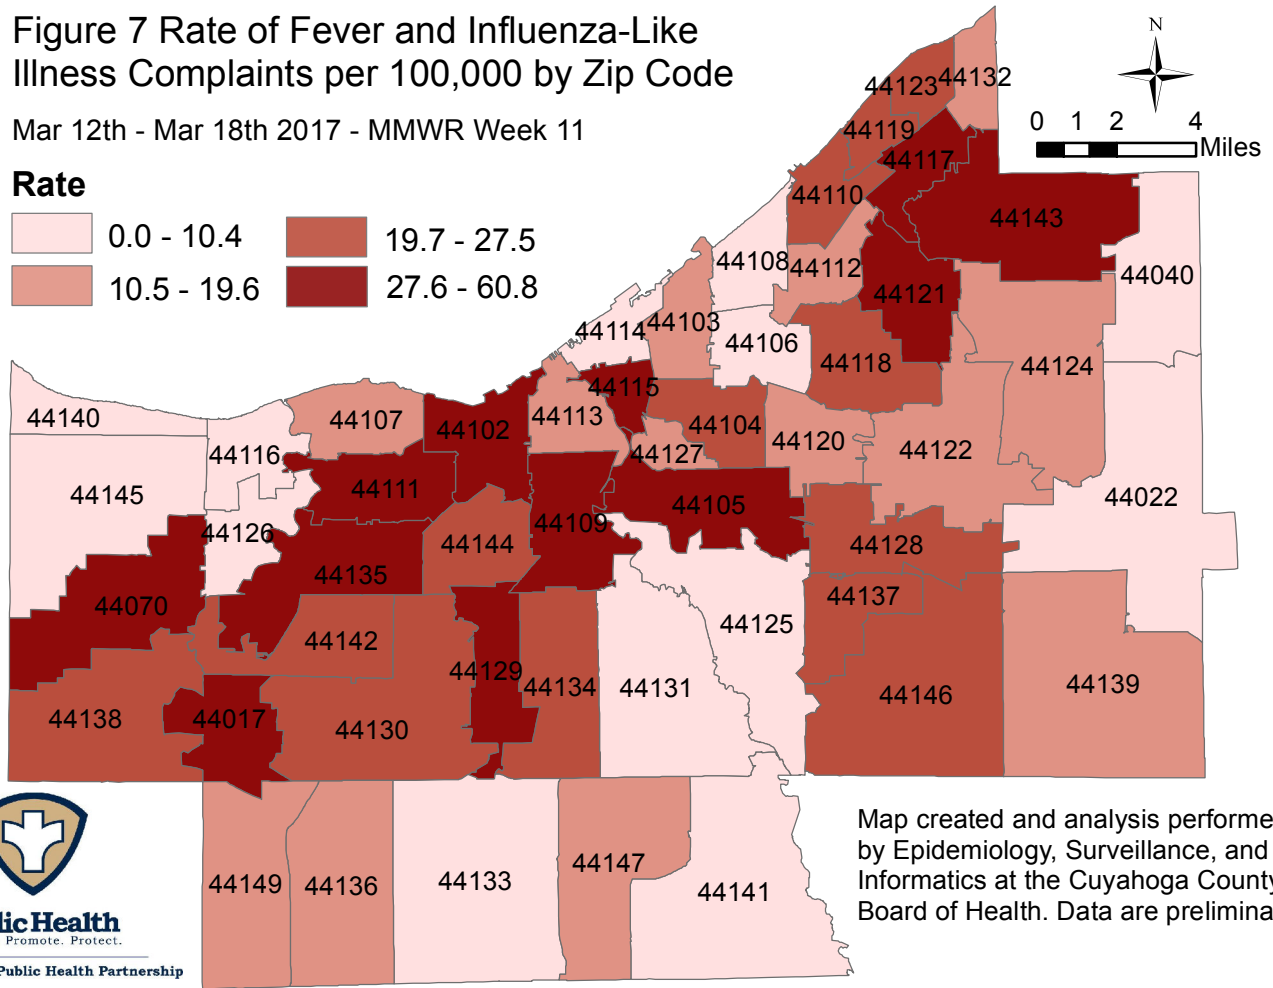 Figure 7 Rate of Fever and Influenza-Like
Illness Complaints per 100,000 by Zip Code
Mar 12th - Mar 18th 2017 - MMWR Week 11
Rate
0.0 - 10.4
19.7 - 27.5
10.5 - 19.6
27.6 - 60.8
N
0 1 2 4
Miles
44123 44132
44119
44117
44110
44143
44108 44112
44040
44121
44114 44103
44106
44118
44124
44115
44140
44107
44102
44113
44104
44120
44116
44127
44122
44145
44111
44105
44022
44126
44109
44144
44128
44135
44070
44137
44142
44125
44129
44134
44131
44139
44138
44017
44130
44146
44149
44136
44133
44147
44141
Map created and analysis performe
by Epidemiology, Surveillance, and
Informatics at the Cuyahoga County
Board of Health. Data are prelimina
lic Health
Promote. Protect.
Public Health Partnership